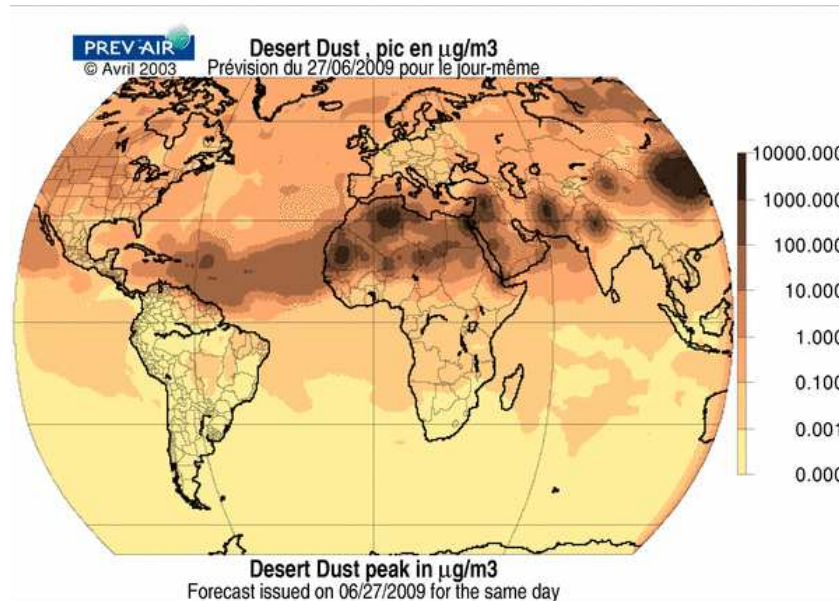 PREV'AIR
© Avril 2003
Desert Dust , pic en μg/m3
Prévision du 27/06/2009 pour le jour-même
10000.000
1000.000
100.000
10.000
1.000
0.100
0.001
0.000
Desert Dust peak in μg/m3
Forecast issued on 06/27/2009 for the same day